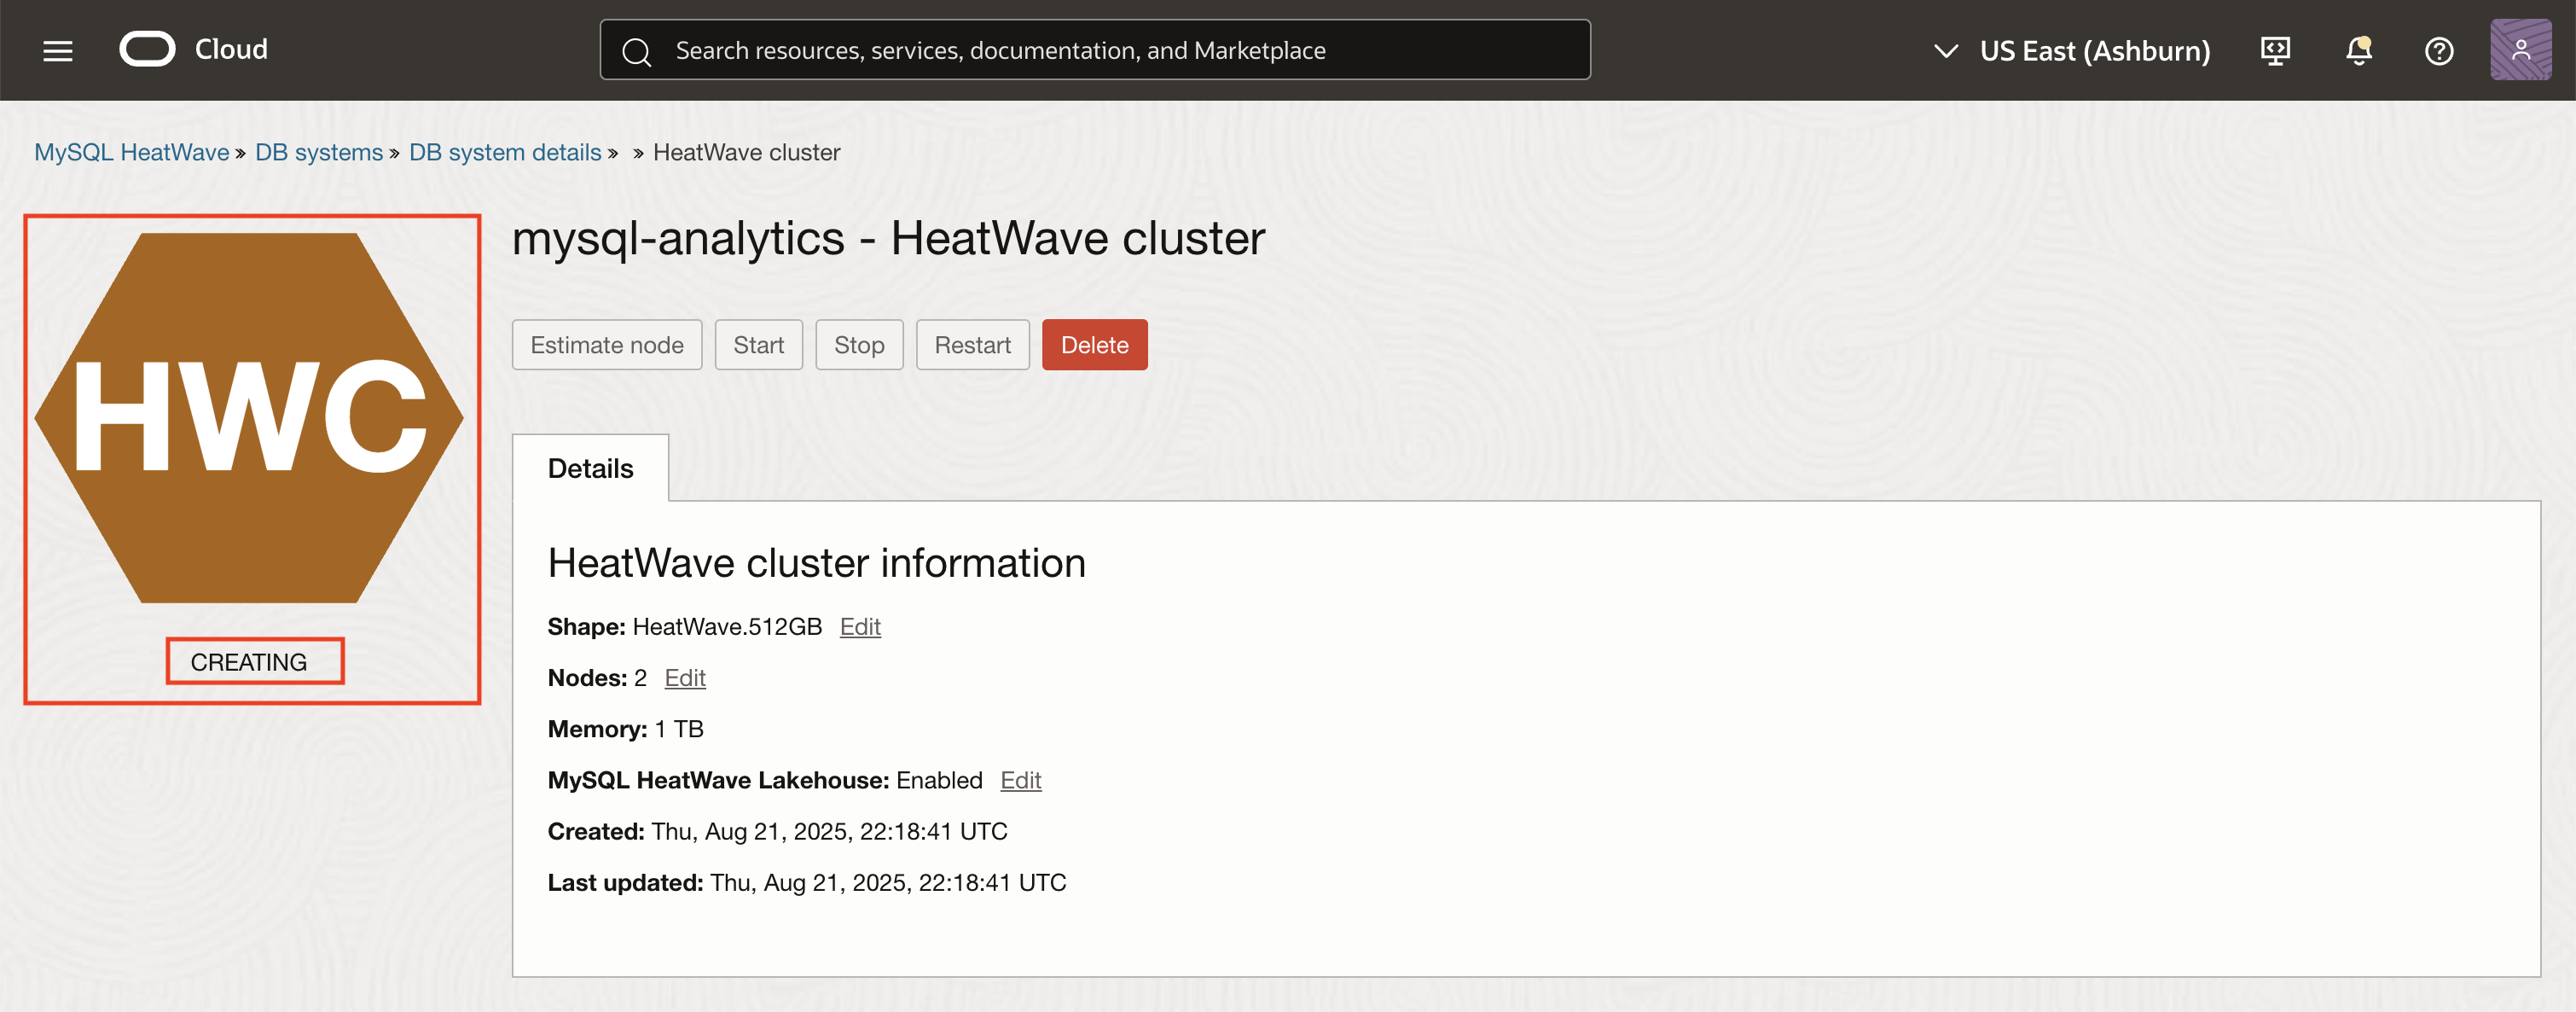 Cloud
Search resources, services, documentation, and Marketplace
US East (Ashburn)
MySQL HeatWave » DB systems » DB system details » » HeatWave cluster
HWC
CREATING
mysql-analytics - HeatWave cluster
Estimate node Start Stop Restart Delete
Details
HeatWave cluster information
Shape: HeatWave.512GB Edit
Nodes: 2 Edit
Memory: 1 TB
MySQL HeatWave Lakehouse: Enabled Edit
Created: Thu, Aug 21, 2025, 22:18:41 UTC
Last updated: Thu, Aug 21, 2025, 22:18:41 UTC